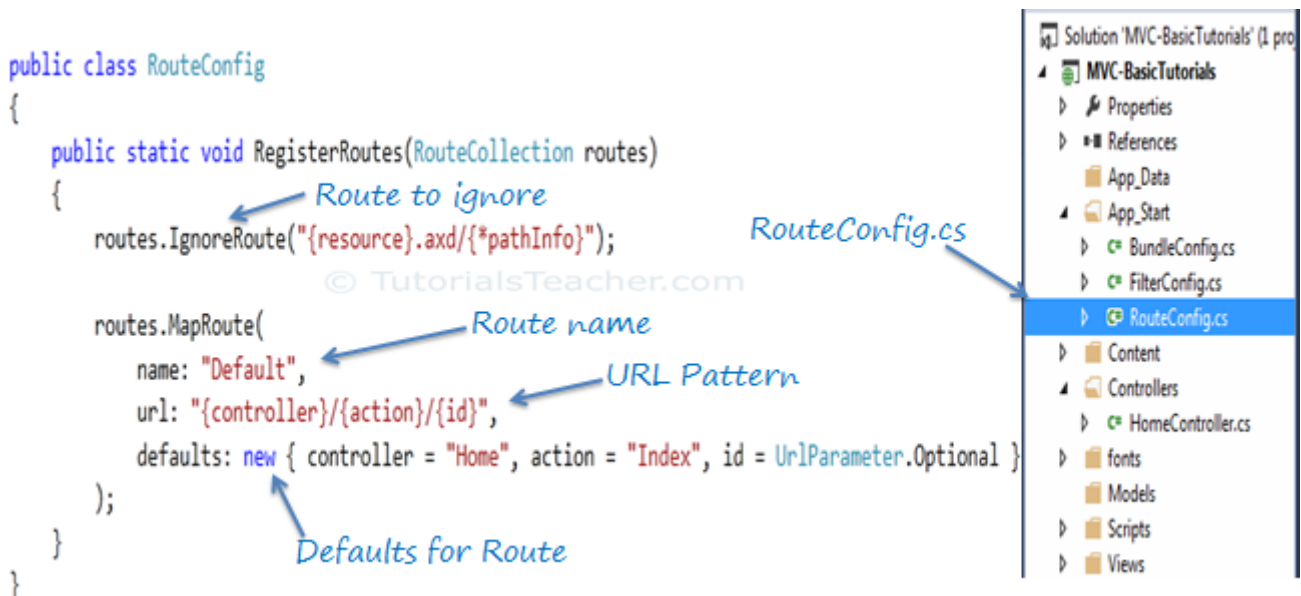 public class RouteConfig
{
public static void RegisterRoutes(RouteCollection routes)
{
Route to ignore
routes.IgnoreRoute("{resource}.axd/{*pathInfo}");
© TutorialsTeacher.com
routes.MapRoute(
Route name
name: "Default",
URL Pattern
url: "{controller}/{action}/{id}",
defaults: new { controller = "Home", action = "Index", id = UrlParameter.Optional }
);
}
Defaults for Route
}
RouteConfig.cs
Solution 'MVC-BasicTutorials' (1 pro
MVC-BasicTutorials
Properties
References
App_Data
App_Start
C# BundleConfig.cs
C# FilterConfig.cs
C# RouteConfig.cs
Content
Controllers
C# HomeController.cs
fonts
Models
Scripts
Views